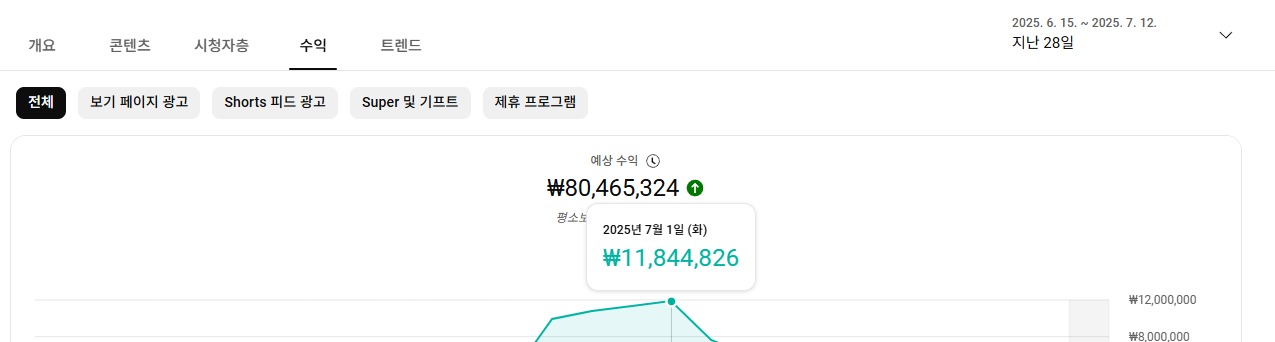 2025. 6. 15. ~ 2025. 7. 12.
개요 콘텐츠 시청자층 수익 트렌드 지난 28일
전체 보기 페이지 광고 Shorts 피드 광고 Super 및 기프트 제휴 프로그램
예상 수익
₩80,465,324
2025년 7월 1일 (화)
₩11,844,826
₩12,000,000
₩8,000,000